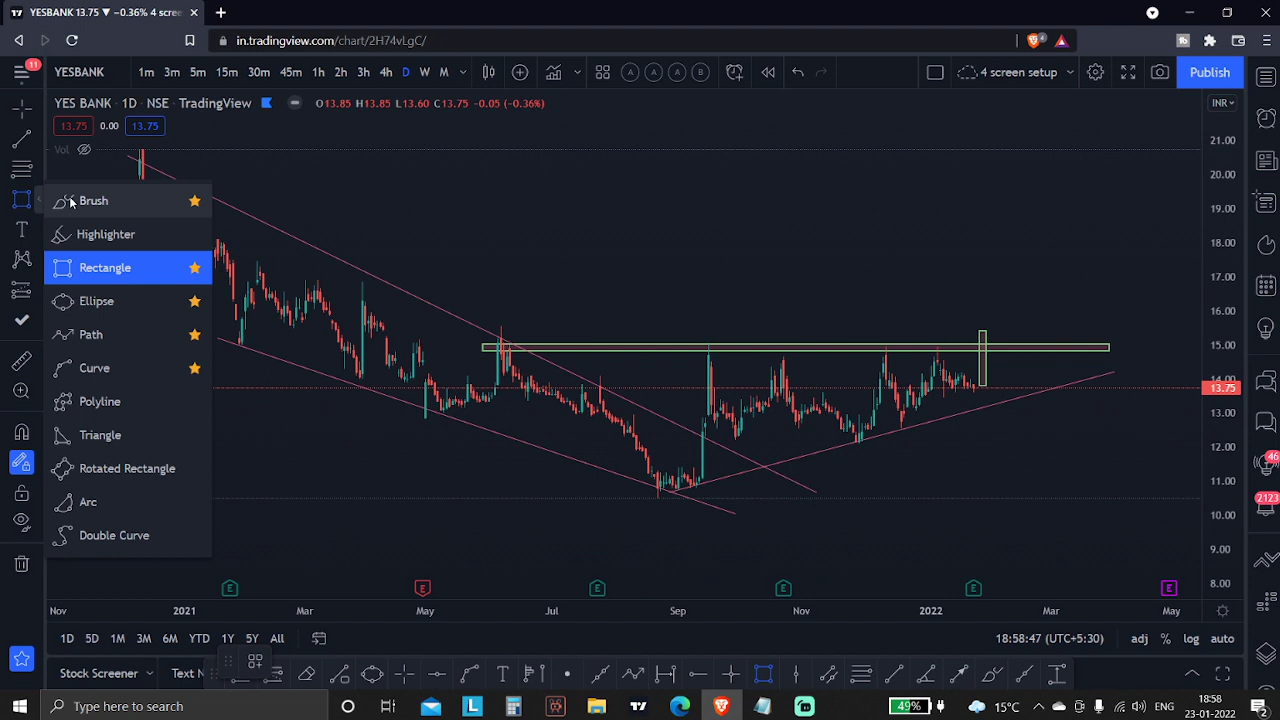 YESBANK 13.75 ▼ −0.36% 4 scree
in.tradingview.com/chart/2H74vLgC/
4
11
YESBANK 1m 3m 5m 15m 30m 45m 1h 2h 3h 4h D W M A A A B 4 screen setup Publish
YES BANK · 1D · NSE · TradingView O13.85 H13.85 L13.60 C13.75 -0.05 (-0.36%) INR
13.75 0.00 13.75
Vol
21.00
20.00
19.00
18.00
17.00
16.00
15.00
14.00
13.75
13.00
12.00
11.00
10.00
9.00
8.00
Brush
Highlighter
Rectangle
Ellipse
Path
Curve
Polyline
Triangle
Rotated Rectangle
Arc
Double Curve
46
2123
E E E E E E
Nov 2021 Mar May Jul Sep Nov 2022 Mar May
1D 5D 1M 3M 6M YTD 1Y 5Y All 18:58:47 (UTC+5:30) adj % log auto
Stock Screener Text N
Type here to search 49% 15°C ENG 18:58
23-01-2022
2